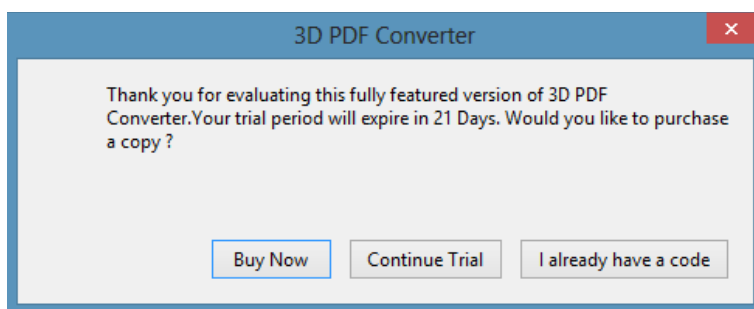 3D PDF Converter
Thank you for evaluating this fully featured version of 3D PDF
Converter.Your trial period will expire in 21 Days. Would you like to purchase
a copy ?
Buy Now Continue Trial I already have a code